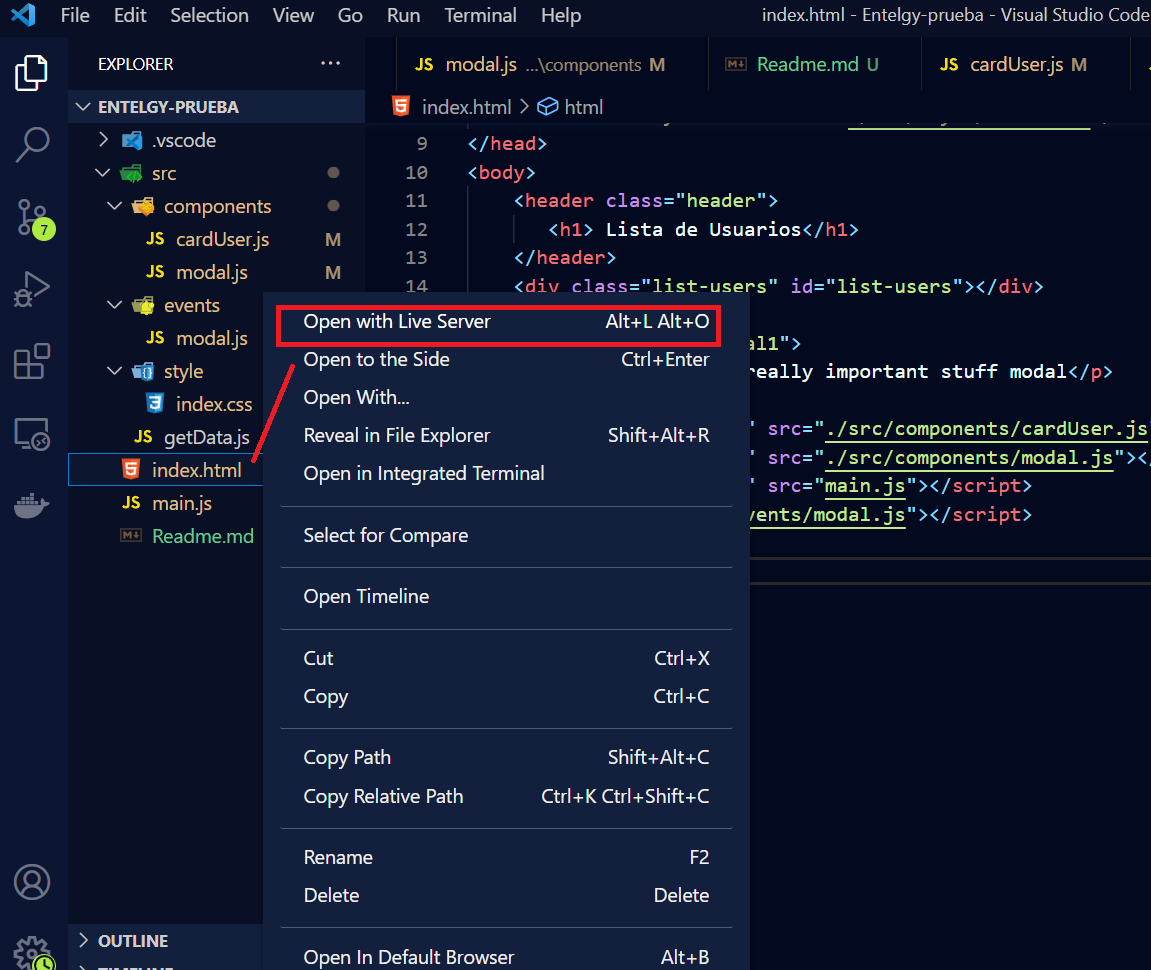 File Edit Selection View Go Run Terminal Help index.html - Entelgy-prueba - Visual Studio Code
EXPLORER ...
JS modal.js ...\components M
Readme.md U
JS cardUser.js M
ENTELGY-PRUEBA
index.html > html
.vscode
src
components
JS cardUser.js M
JS modal.js M
events
JS modal.js
style
index.css
JS getData.js
index.html
JS main.js
Readme.md
7
OUTLINE
TIMELINE
9 </head>
10 <body>
11 <header class="header">
12 <h1> Lista de Usuarios</h1>
13 </header>
14 <div class="list-users" id="list-users"></div>
al1">
really important stuff modal</p>
" src="./src/components/cardUser.js
" src="./src/components/modal.js"></
" src="main.js"></script>
vents/modal.js"></script>
Open with Live Server Alt+L Alt+O
Open to the Side Ctrl+Enter
Open With...
Reveal in File Explorer Shift+Alt+R
Open in Integrated Terminal
Select for Compare
Open Timeline
Cut Ctrl+X
Copy Ctrl+C
Copy Path Shift+Alt+C
Copy Relative Path Ctrl+K Ctrl+Shift+C
Rename F2
Delete Delete
Open In Default Browser Alt+B